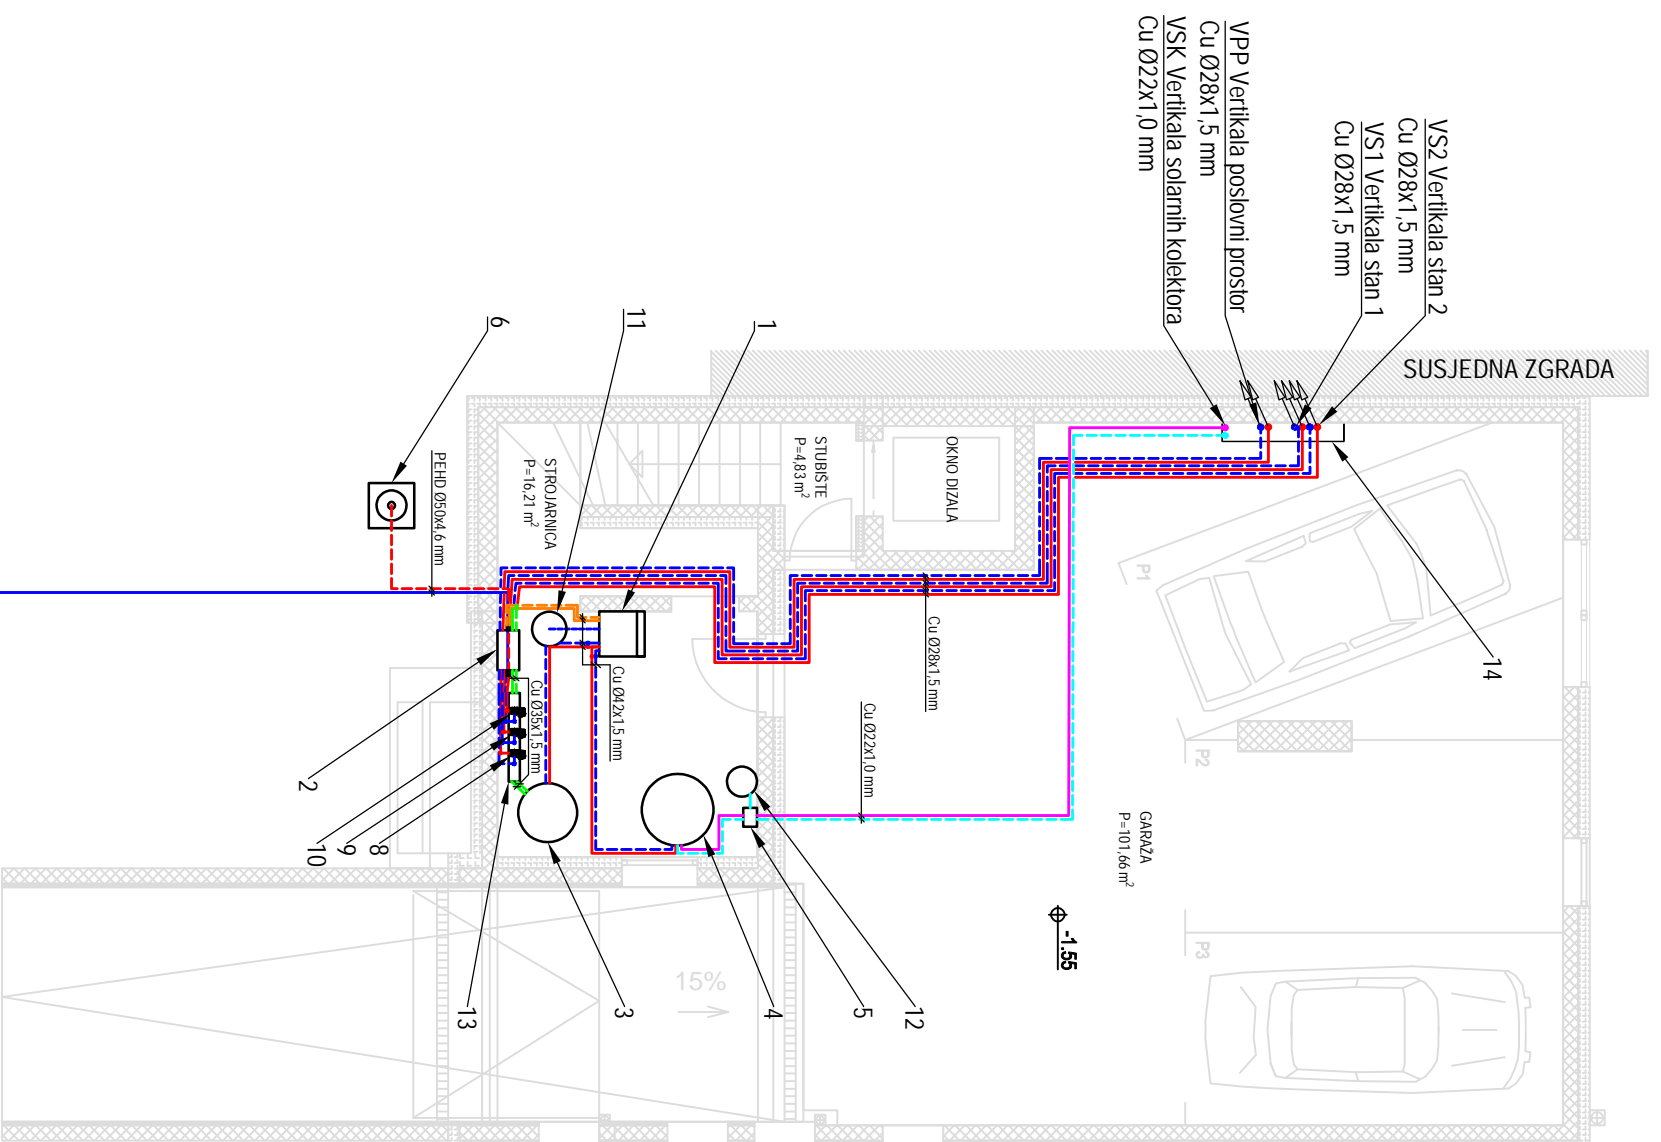 VS2 Vertikala stan 2
Cu Ø28x1,5 mm
VS1 Vertikala stan 1
Cu Ø28x1,5 mm
VPP Vertikala poslovni prostor
Cu Ø28x1,5 mm
VSK Vertikala solarnih kolektora
Cu Ø22x1,0 mm
SUSJEDNA ZGRADA
14
1
11
6
OKNO DIZALA
STUBIŠTE
P=4,83 m²
STROJARNICA
P=16,21 m²
PEHD Ø50x4,6 mm
P1
Cu Ø28x1,5 mm
Cu Ø22x1,0 mm
Cu Ø42x1,5 mm
Cu Ø35x1,5 mm
P2
GARAŽA
P=101,66 m²
-1.55
P3
2
10
9
8
13
3
4
5
12
15%